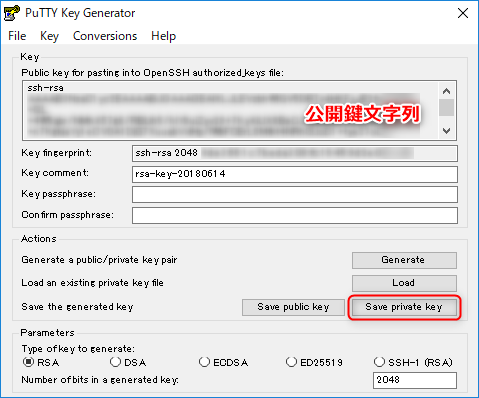 PuTTY Key Generator
File Key Conversions Help
Key
Public key for pasting into OpenSSH authorized_keys file:
ssh-rsa
公開鍵文字列
Key fingerprint: ssh-rsa 2048
Key comment: rsa-key-20180614
Key passphrase:
Confirm passphrase:
Actions
Generate a public/private key pair Generate
Load an existing private key file Load
Save the generated key Save public key Save private key
Parameters
Type of key to generate:
RSA DSA ECDSA ED25519 SSH-1 (RSA)
Number of bits in a generated key: 2048